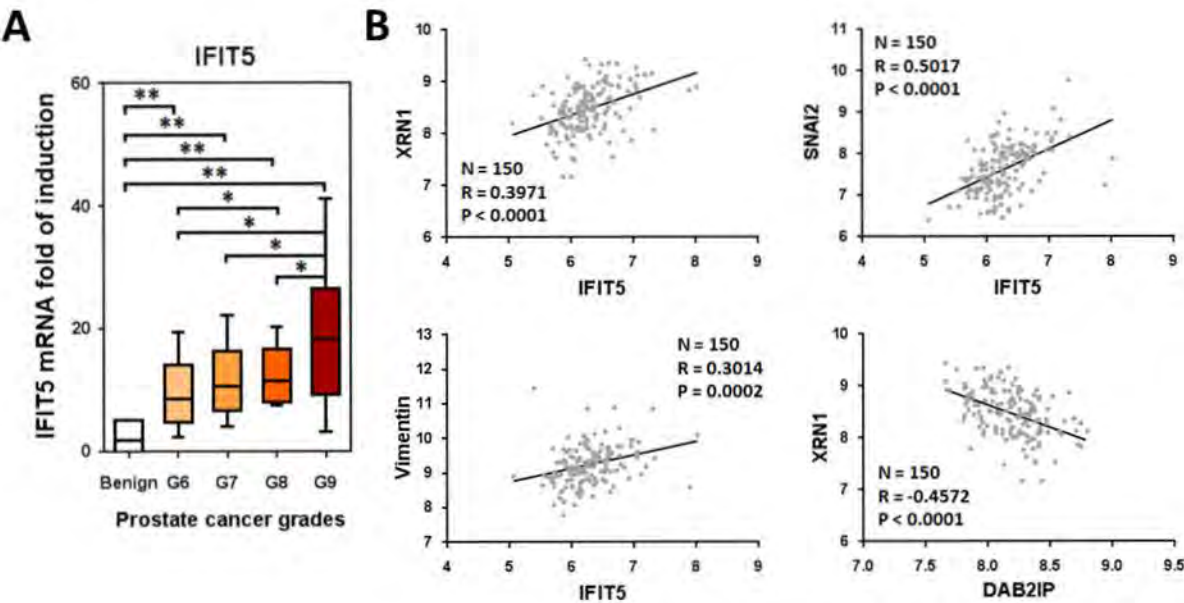 A
IFIT5
IFIT5 mRNA fold of induction
60
40
20
0
**
**
**
**
*
*
*
*
Benign G6 G7 G8 G9
Prostate cancer grades
B
XRN1
10
9
8
7
6
N = 150
R = 0.3971
P < 0.0001
4 5 6 7 8 9
IFIT5
SNAI2
11
10
9
8
7
6
N = 150
R = 0.5017
P < 0.0001
4 5 6 7 8 9
IFIT5
Vimentin
13
12
11
10
9
8
7
N = 150
R = 0.3014
P = 0.0002
4 5 6 7 8 9
IFIT5
XRN1
10
9
8
7
6
N = 150
R = -0.4572
P < 0.0001
7.0 7.5 8.0 8.5 9.0 9.5
DAB2IP